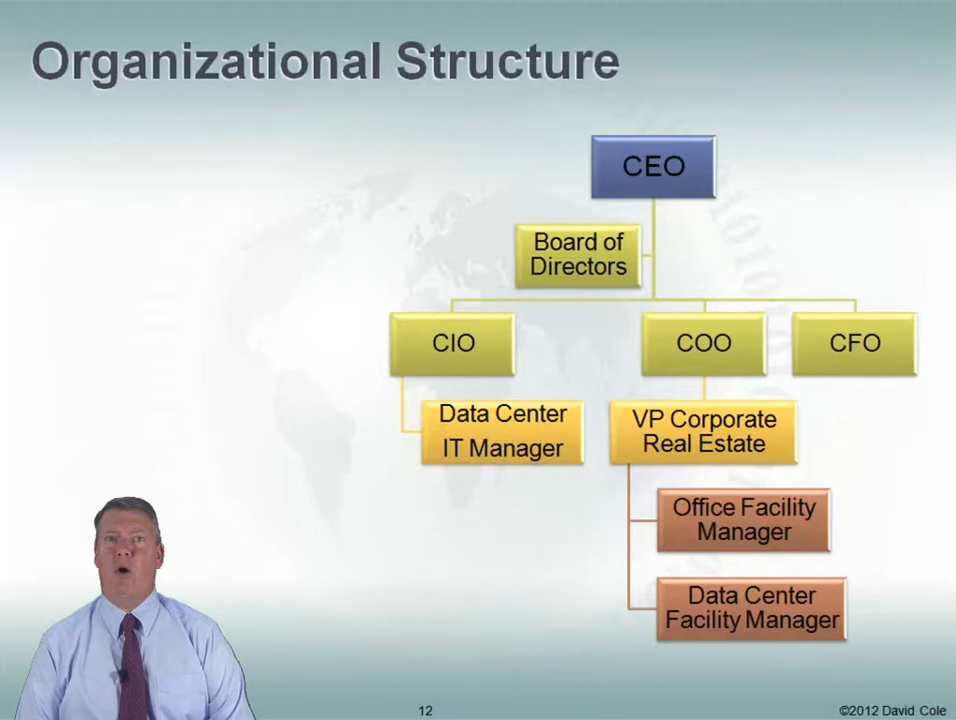 Organizational Structure
CEO
Board of
Directors
CIO
COO
CFO
Data Center
IT Manager
VP Corporate
Real Estate
Office Facility
Manager
Data Center
Facility Manager
12
©2012 David Cole